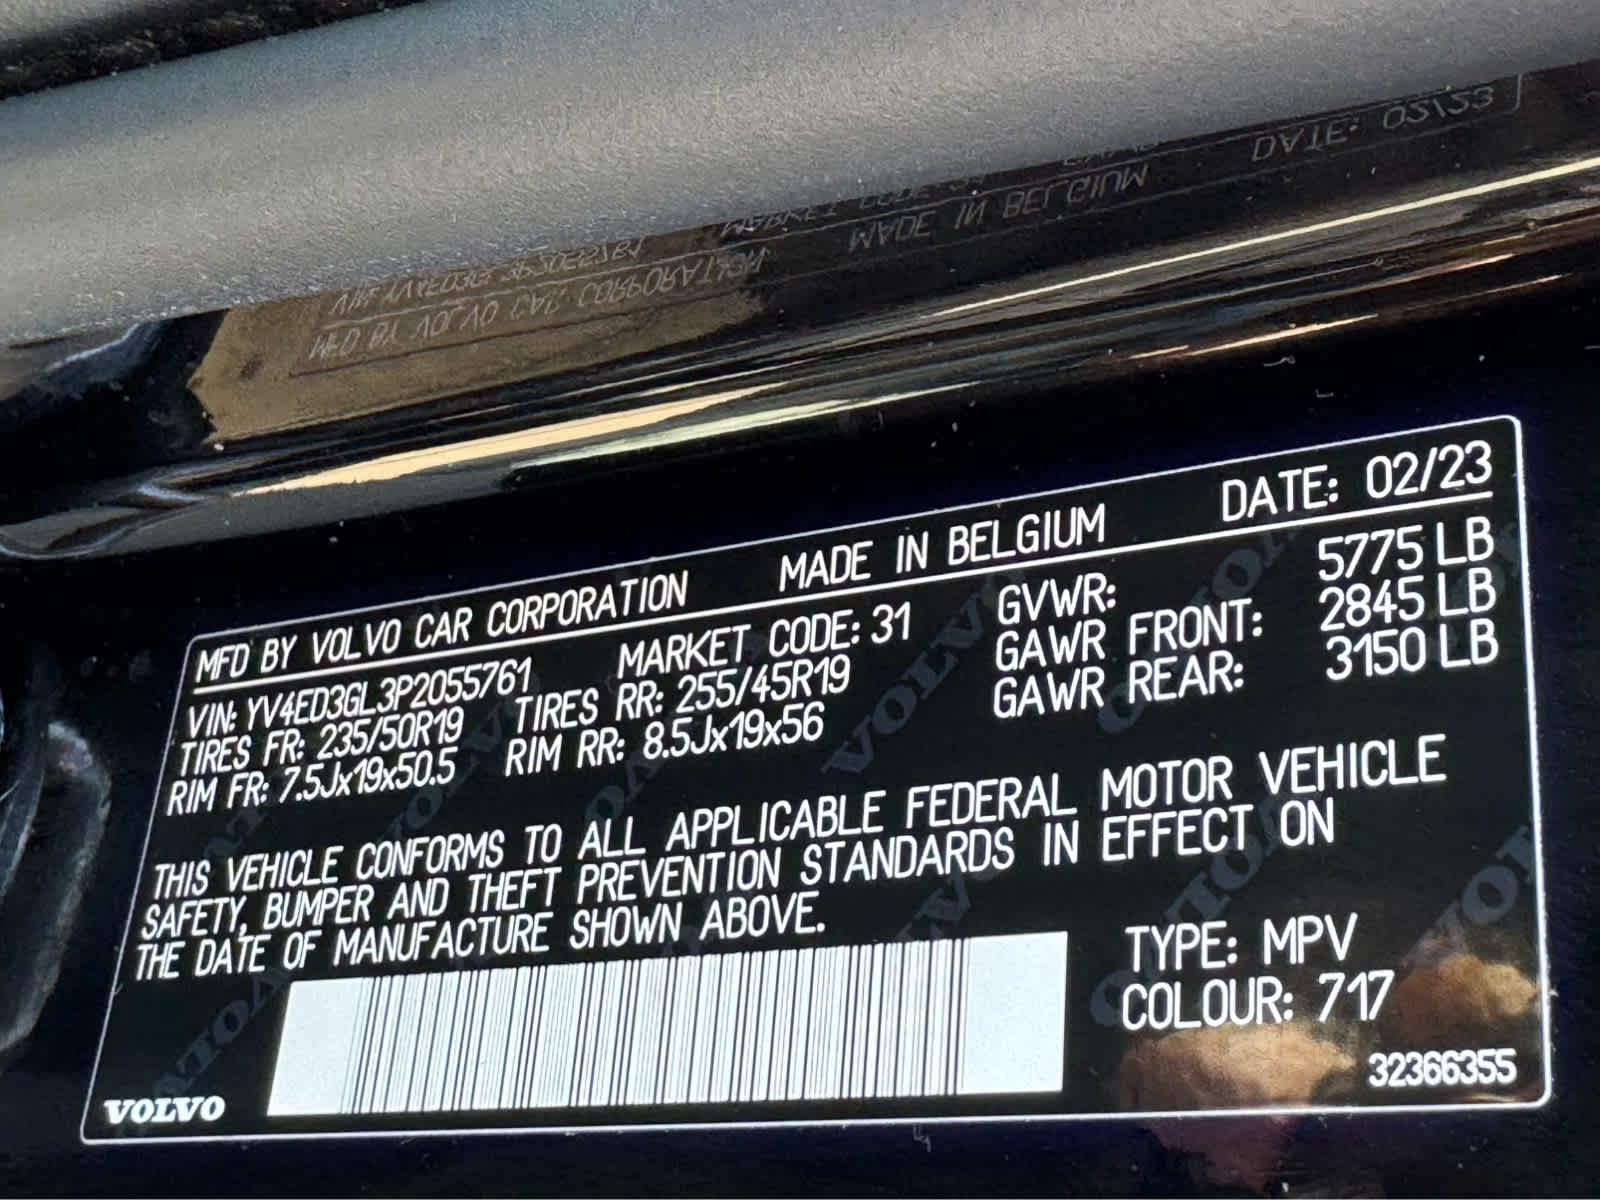 MFD BY VOLVO CAR CORPORATION MADE IN BELGIUM DATE: 02/23
VIN: YV4ED3GL3P2055761 MARKET CODE: 31 GVWR: 5775 LB
TIRES FR: 235/50R19 TIRES RR: 255/45R19 GAWR FRONT: 2845 LB
RIM FR: 7.5Jx19x50.5 RIM RR: 8.5Jx19x56 GAWR REAR: 3150 LB
THIS VEHICLE CONFORMS TO ALL APPLICABLE FEDERAL MOTOR VEHICLE
SAFETY, BUMPER AND THEFT PREVENTION STANDARDS IN EFFECT ON
THE DATE OF MANUFACTURE SHOWN ABOVE.
TYPE: MPV
COLOUR: 717
32366355
VOLVO